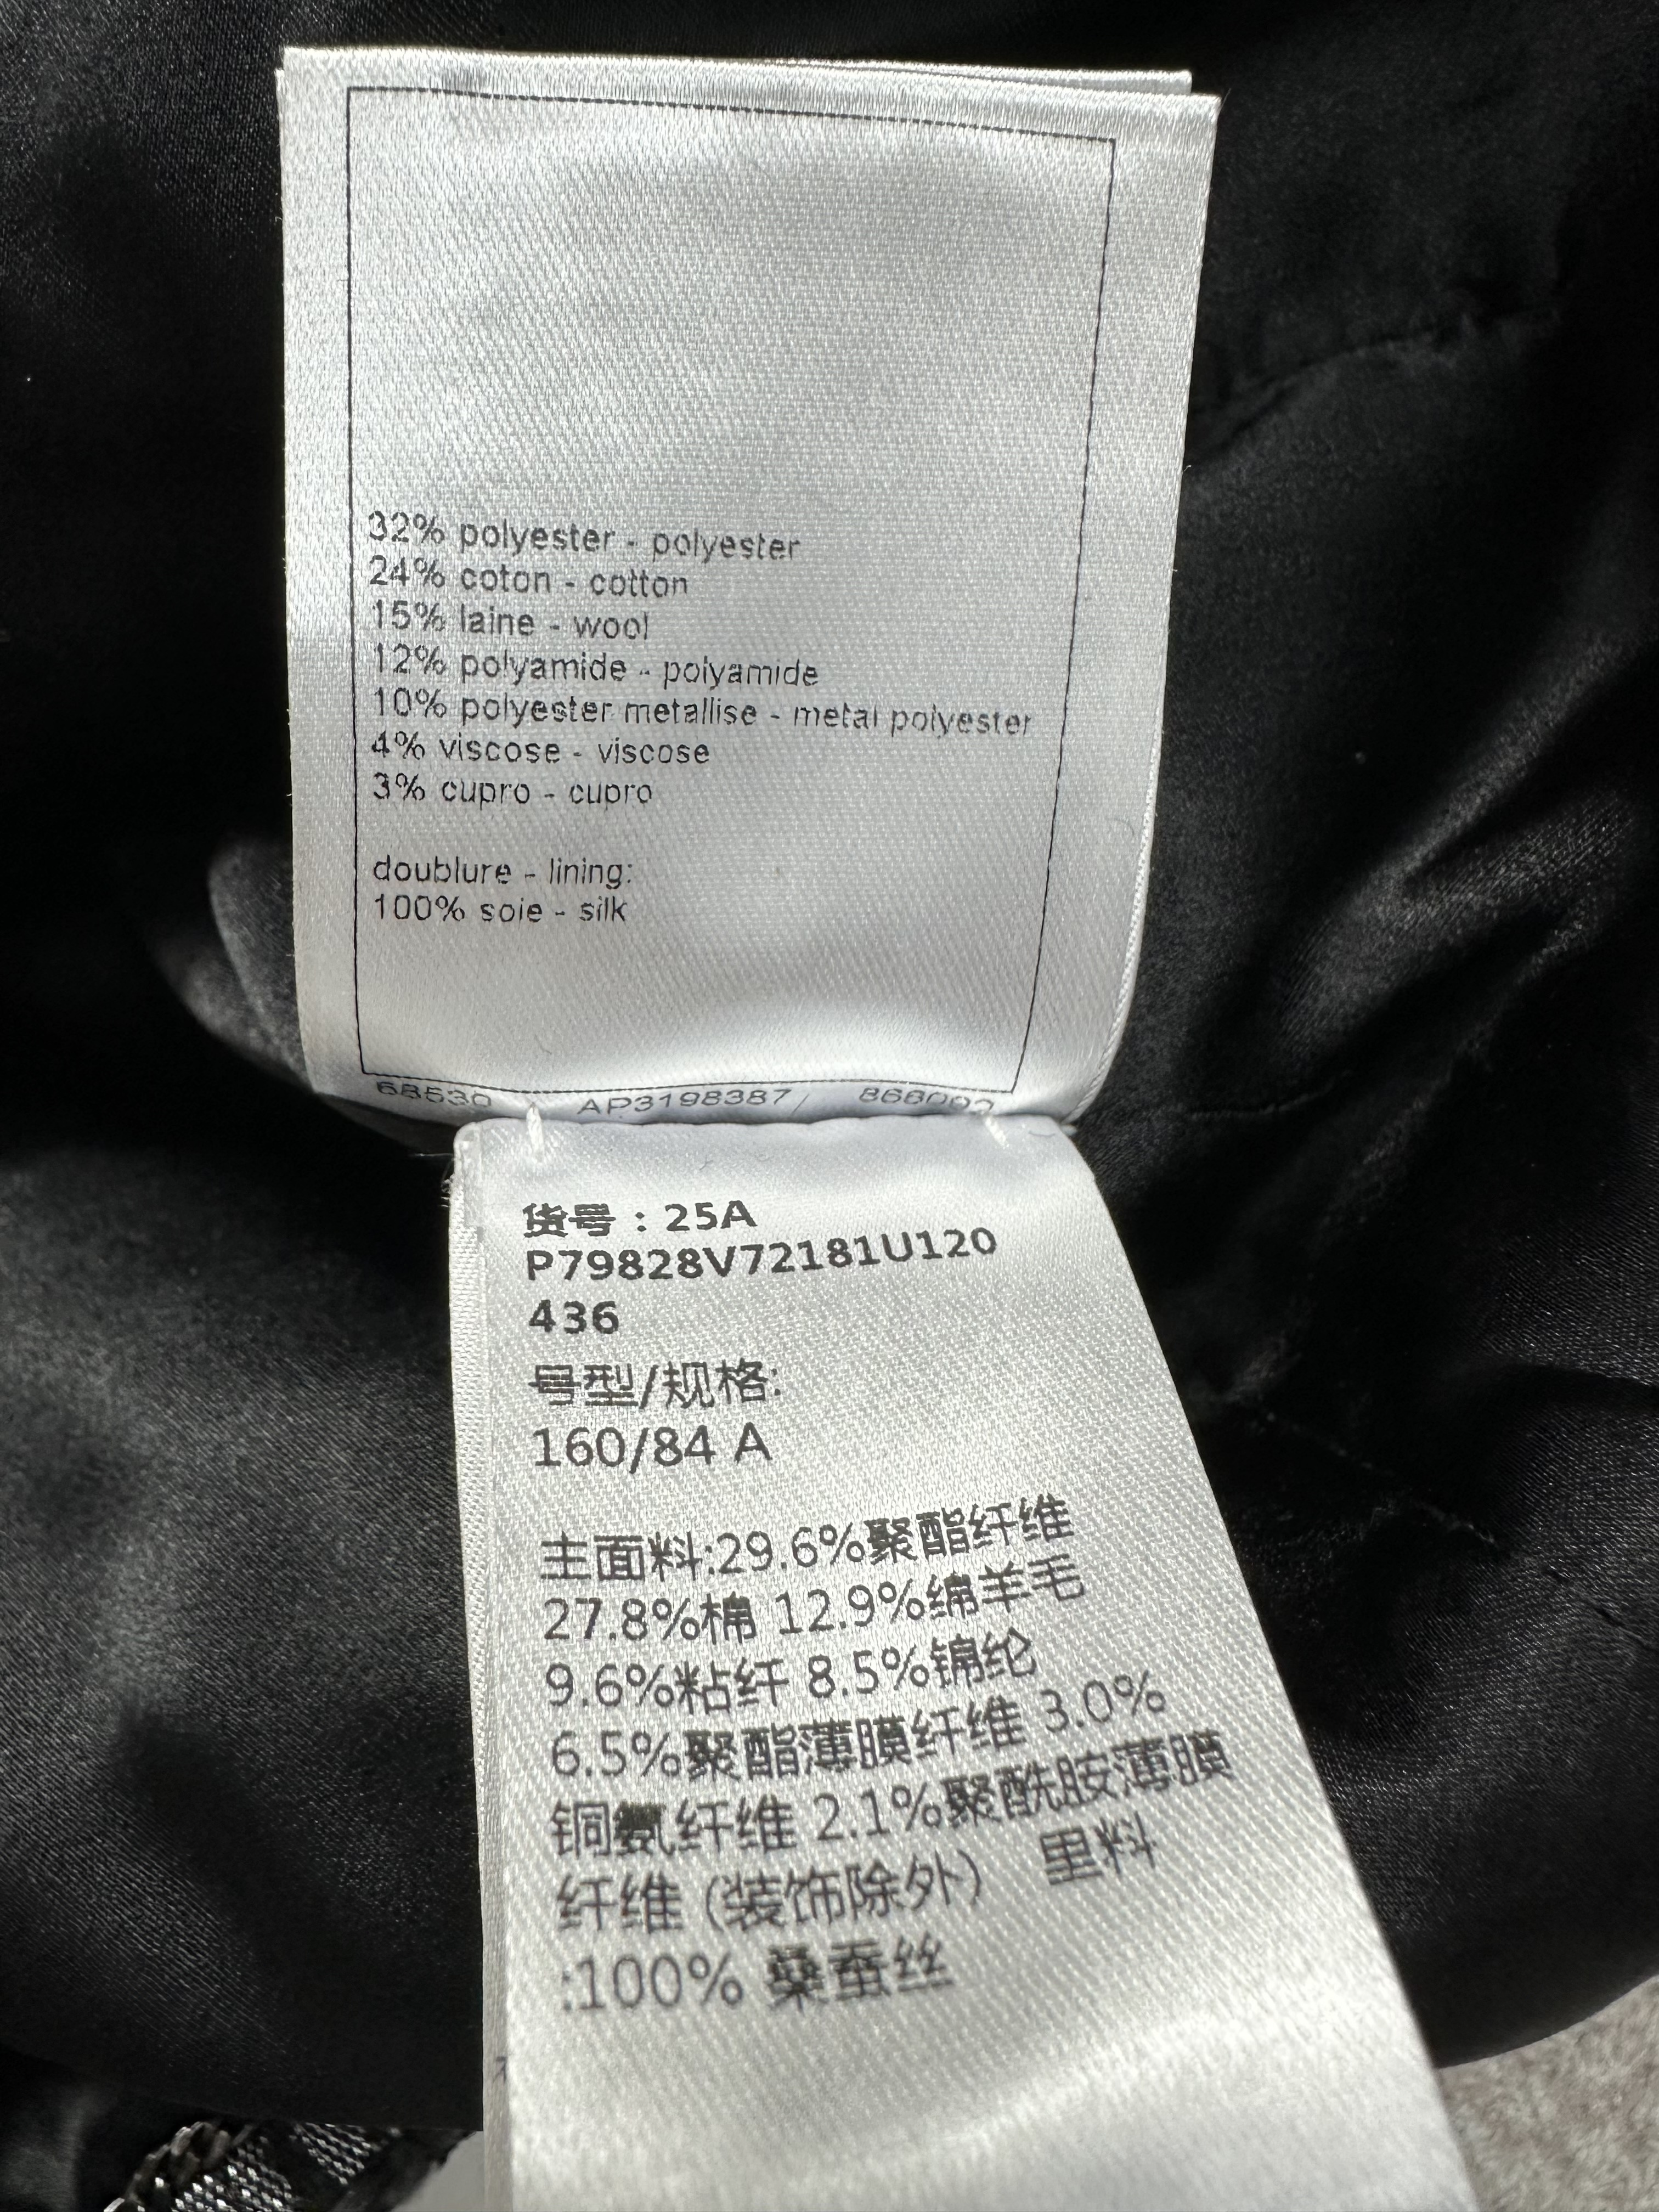 32% polyester - polyester
24% coton - cotton
15% laine - wool
12% polyamide - polyamide
10% polyester metallise - metal polyester
4% viscose - viscose
3% cupro - cupro
doublure - lining:
100% soie - silk
68530 AP3198387/
货号：25A
P79828V72181U120
436
号型/规格:
160/84 A
主面料:29.6%聚酯纤维
27.8%棉 12.9%绵羊毛
9.6%粘纤 8.5%锦纶
6.5%聚酯薄膜纤维 3.0%
铜氨纤维 2.1%聚酰胺薄膜
纤维 (装饰除外) 里料
:100% 桑蚕丝